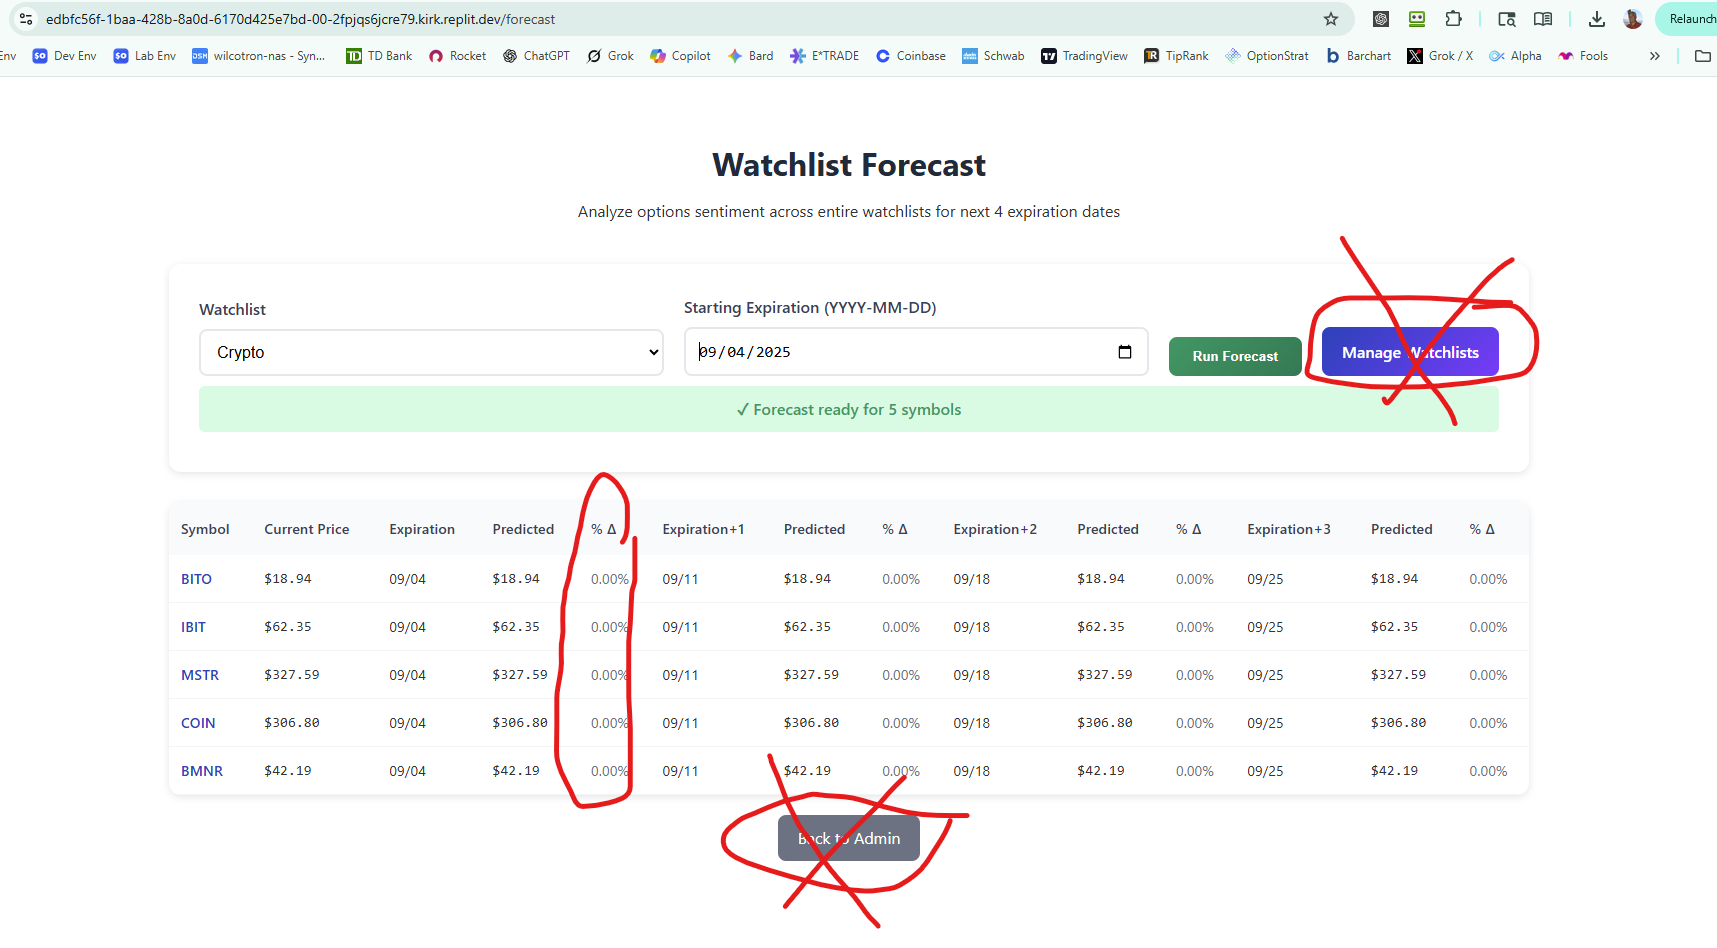 edbfc56f-1baa-428b-8a0d-6170d425e7bd-00-2fpjqs6jcre79.kirk.replit.dev/forecast
Relaunch
Env Dev Env Lab Env DSM wilcotron-nas - Syn... TD TD Bank Rocket ChatGPT Grok Copilot Bard E*TRADE Coinbase Schwab TradingView TipRank OptionStrat Barchart Grok / X Alpha Fools »
Watchlist Forecast
Analyze options sentiment across entire watchlists for next 4 expiration dates
Watchlist Starting Expiration (YYYY-MM-DD)
Crypto 09/04/2025 Run Forecast Manage Watchlists
✓ Forecast ready for 5 symbols
Symbol Current Price Expiration Predicted % Δ Expiration+1 Predicted % Δ Expiration+2 Predicted % Δ Expiration+3 Predicted % Δ
BITO $18.94 09/04 $18.94 0.00% 09/11 $18.94 0.00% 09/18 $18.94 0.00% 09/25 $18.94 0.00%
IBIT $62.35 09/04 $62.35 0.00% 09/11 $62.35 0.00% 09/18 $62.35 0.00% 09/25 $62.35 0.00%
MSTR $327.59 09/04 $327.59 0.00% 09/11 $327.59 0.00% 09/18 $327.59 0.00% 09/25 $327.59 0.00%
COIN $306.80 09/04 $306.80 0.00% 09/11 $306.80 0.00% 09/18 $306.80 0.00% 09/25 $306.80 0.00%
BMNR $42.19 09/04 $42.19 0.00% 09/11 $42.19 0.00% 09/18 $42.19 0.00% 09/25 $42.19 0.00%
Back to Admin